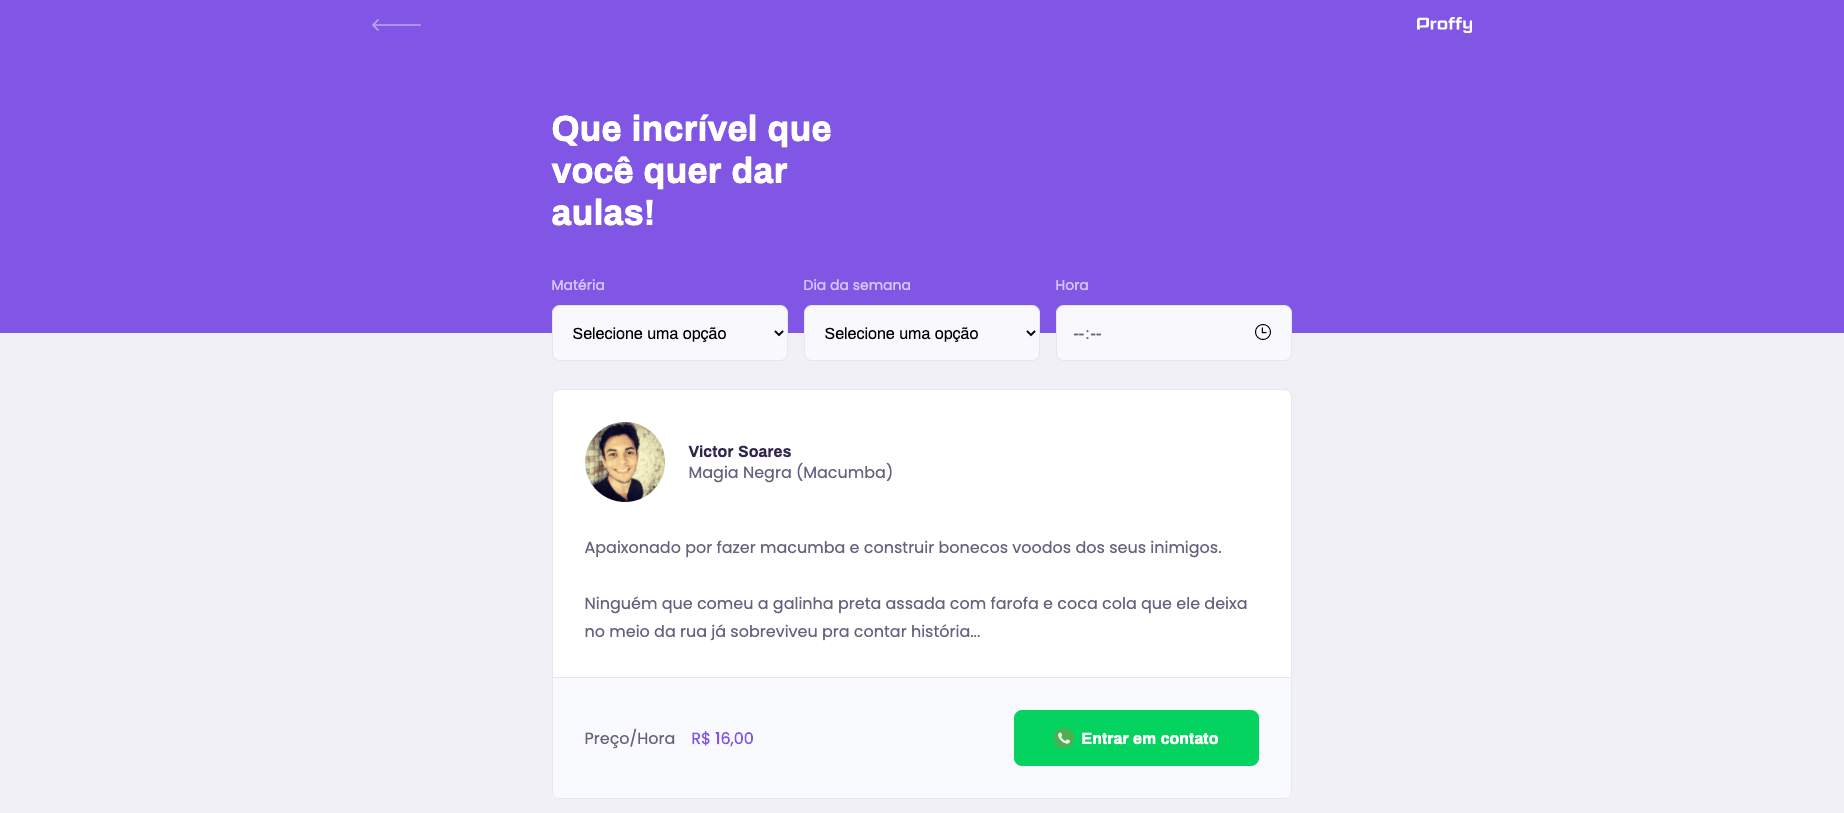 Proffy
Que incrível que
você quer dar
aulas!
Matéria
Dia da semana
Hora
Selecione uma opção
Selecione uma opção
--:--
Victor Soares
Magia Negra (Macumba)
Apaixonado por fazer macumba e construir bonecos voodos dos seus inimigos.
Ninguém que comeu a galinha preta assada com farofa e coca cola que ele deixa
no meio da rua já sobreviveu pra contar história...
Preço/Hora R$ 16,00
Entrar em contato